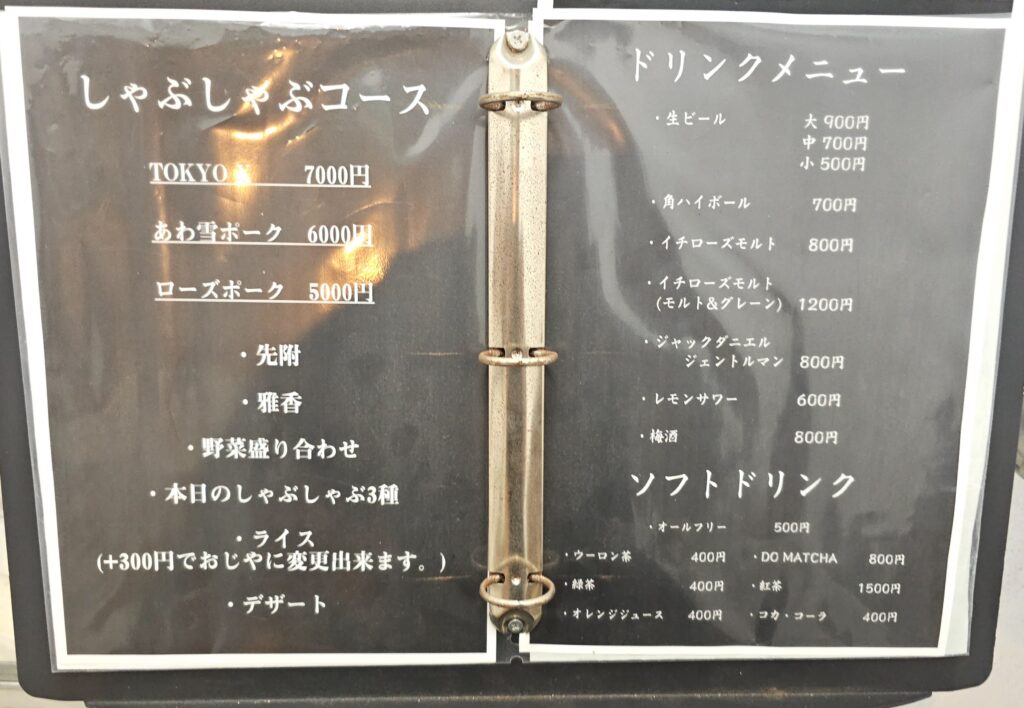 しゃぶしゃぶコース
TOKYO X 7000円
あわ雪ポーク 6000円
ローズポーク 5000円
・先附
・雅香
・野菜盛り合わせ
・本日のしゃぶしゃぶ3種
・ライス
(+300円でおじやに変更出来ます。)
・デザート
ドリンクメニュー
・生ビール 大 900円
中 700円
小 500円
・角ハイボール 700円
・イチローズモルト 800円
・イチローズモルト
(モルト&グレーン) 1200円
・ジャックダニエル
ジェントルマン 800円
・レモンサワー 600円
・梅酒 800円
ソフトドリンク
・オールフリー 500円
・ウーロン茶 400円 ・DO MATCHA 800円
・緑茶 400円 ・紅茶 1500円
・オレンジジュース 400円 ・コカ・コーラ 400円